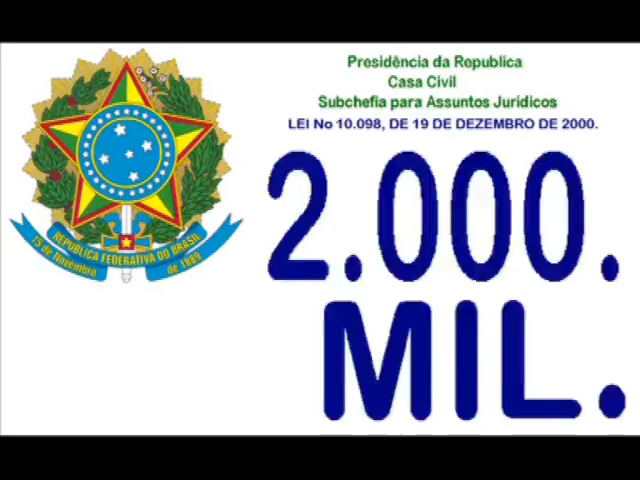 Presidência da Republica
Casa Civil
Subchefia para Assuntos Jurídicos
LEI No 10.098, DE 19 DE DEZEMBRO DE 2000.
2.000.
MIL.
REPUBLICA FEDERATIVA DO BRASIL
15 de Novembro de 1889